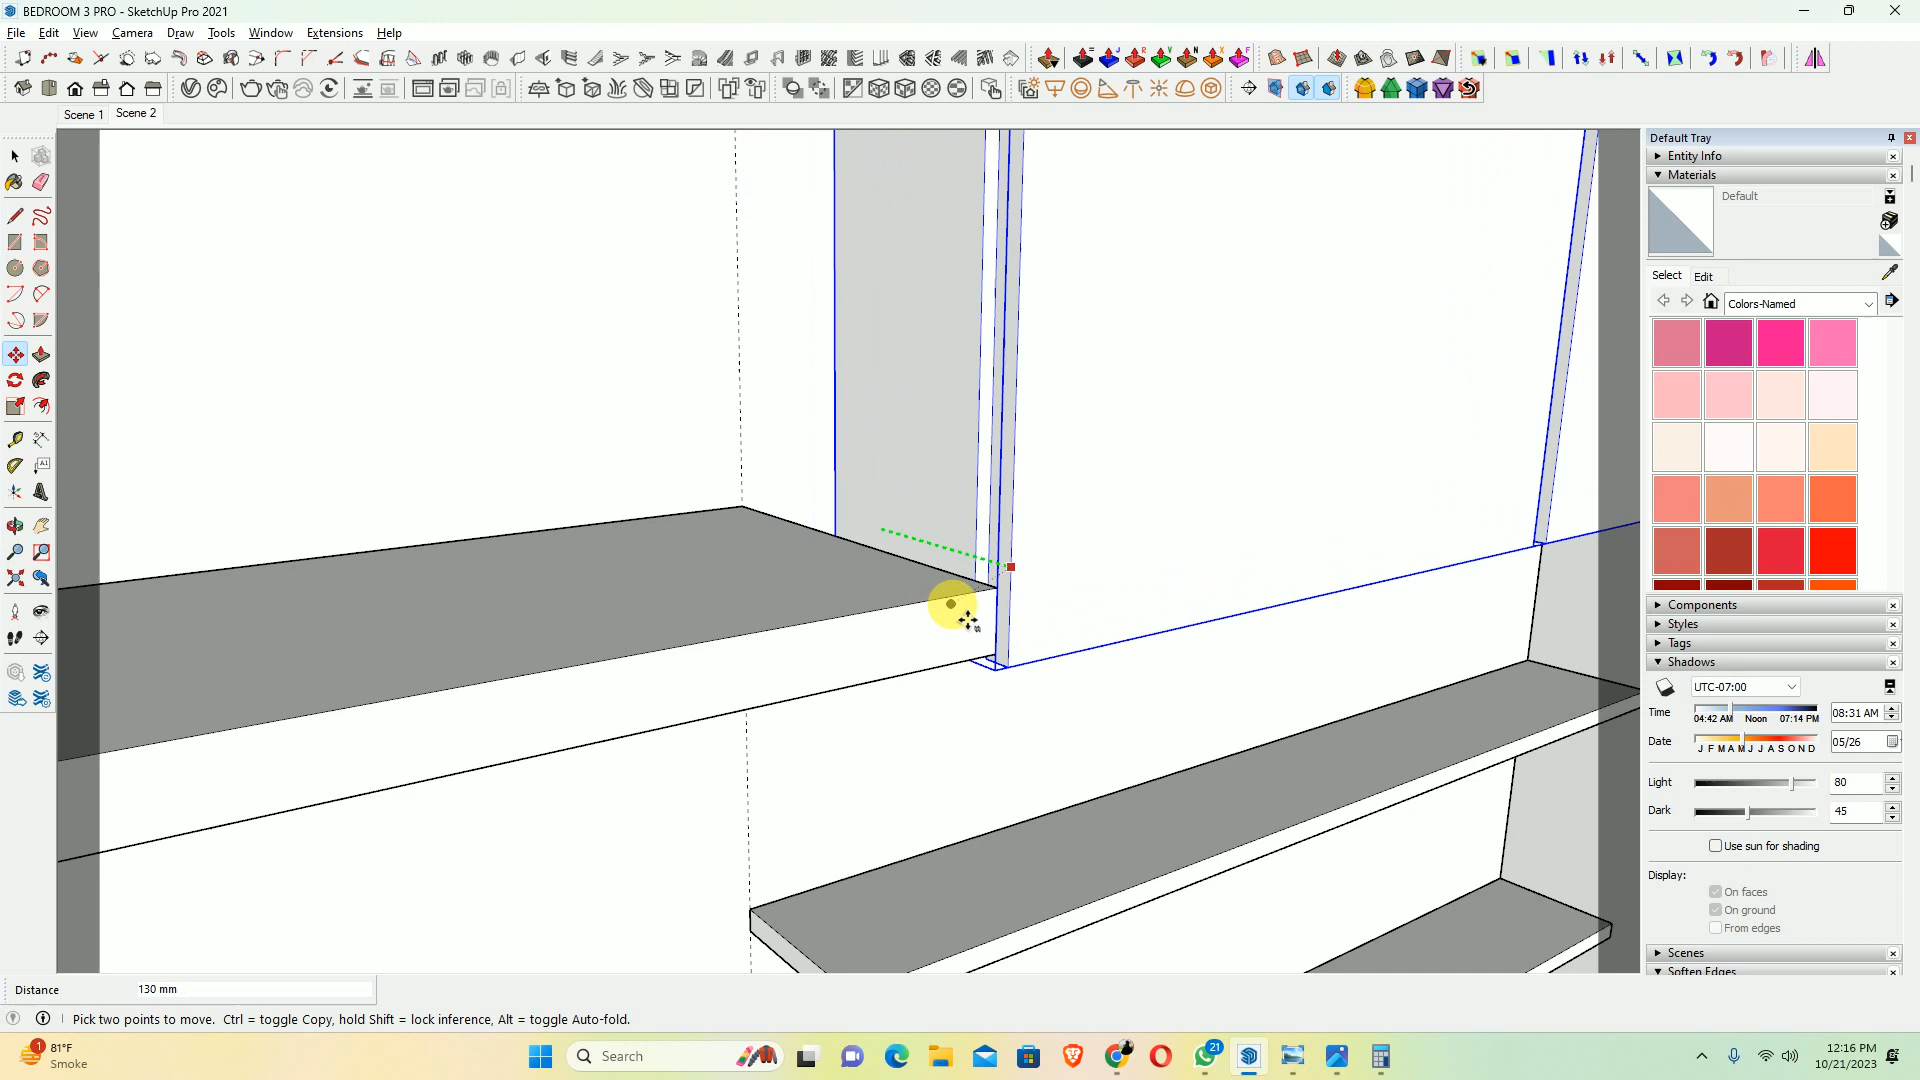 BEDROOM 3 PRO - SketchUp Pro 2021
File Edit View Camera Draw Tools Window Extensions Help
Scene 1 Scene 2
Default Tray
Entity Info
Materials
Default
Select Edit
Colors-Named
Components
Styles
Tags
Shadows
UTC-07:00
Time 04:42 AM Noon 07:14 PM 08:31 AM
Date J F M A M J J A S O N D 05/26
Light 80
Dark 45
Use sun for shading
Display:
On faces
On ground
From edges
Scenes
Soften Edges
Distance 130 mm
Pick two points to move. Ctrl = toggle Copy, hold Shift = lock inference, Alt = toggle Auto-fold.
1 81°F
Smoke
Search
21
12:16 PM
10/21/2023